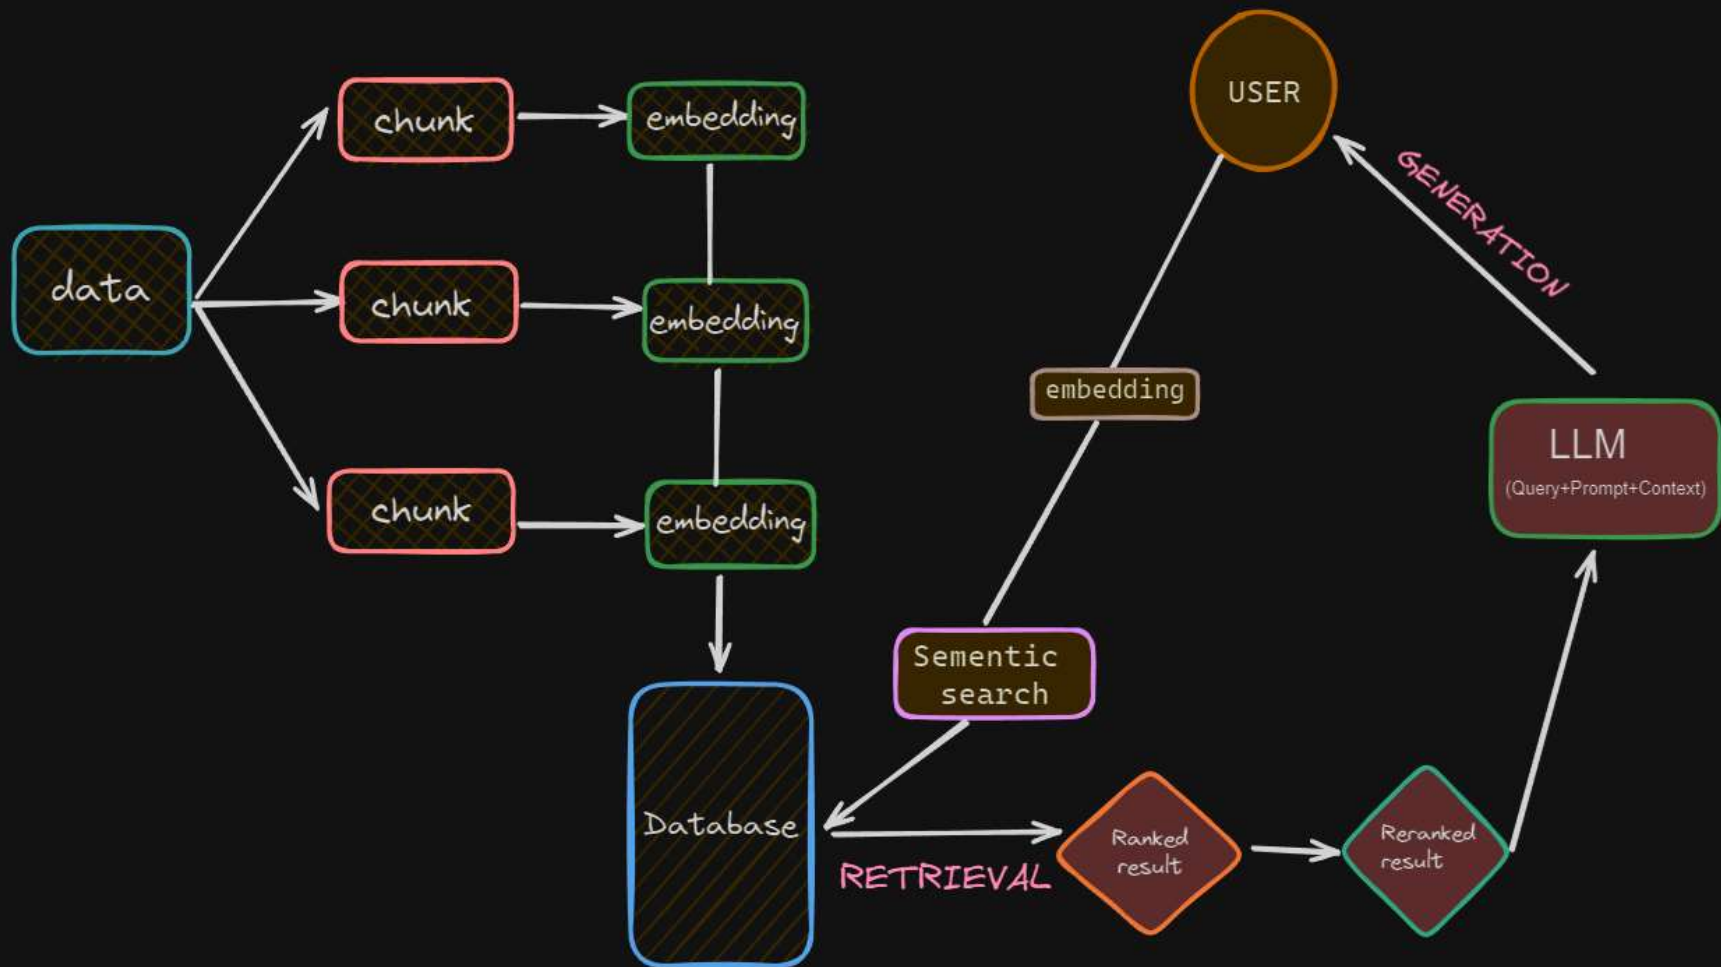 USER
chunk
embedding
GENERATION
data
chunk
embedding
embedding
LLM
(Query+Prompt+Context)
chunk
embedding
Sementic
search
Database
RETRIEVAL
Ranked
result
Reranked
result